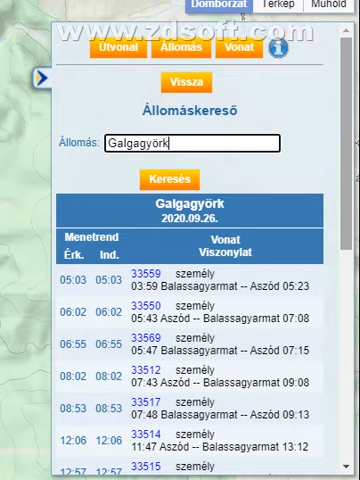 Domborzat Térkép Műhold
www.zdsoft.com
Útvonal Állomás Vonat i
Vissza
Állomáskereső
Állomás: Galgagyörk
Keresés
Galgagyörk
2020.09.26.
Menetrend Vonat
Érk. Ind. Viszonylat
05:03 05:03 33559 személy
03:59 Balassagyarmat -- Aszód 05:23
06:02 06:02 33550 személy
05:43 Aszód -- Balassagyarmat 07:08
06:55 06:55 33569 személy
05:47 Balassagyarmat -- Aszód 07:15
08:02 08:02 33512 személy
07:43 Aszód -- Balassagyarmat 09:08
08:53 08:53 33517 személy
07:48 Balassagyarmat -- Aszód 09:13
12:06 12:06 33514 személy
11:47 Aszód -- Balassagyarmat 13:12
12:57 12:57 33515 személy